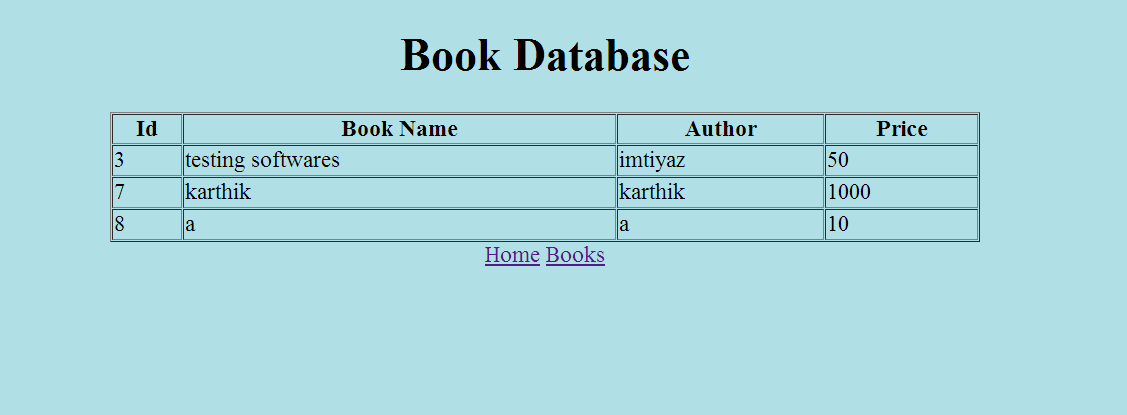 Book Database
Id Book Name Author Price
3 testing softwares imtiyaz 50
7 karthik karthik 1000
8 a a 10
Home Books